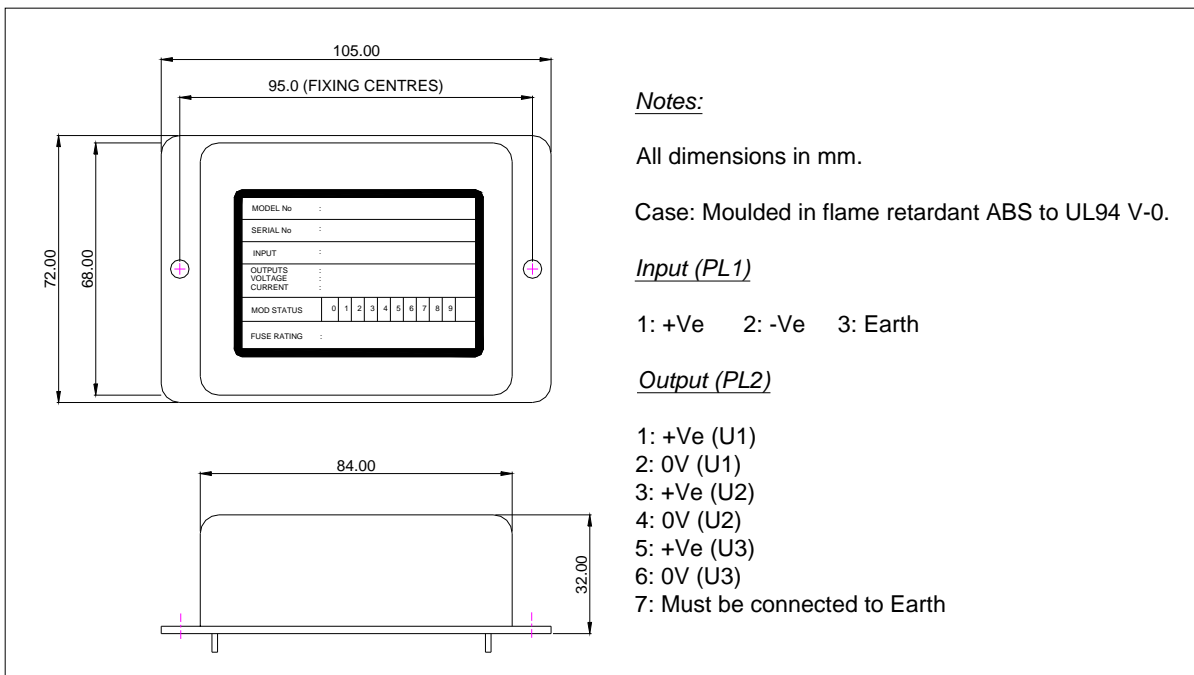 105.00
95.0 (FIXING CENTRES)
72.00
68.00
MODEL No :
SERIAL No :
INPUT :
OUTPUTS :
VOLTAGE :
CURRENT :
MOD STATUS 0 1 2 3 4 5 6 7 8 9
FUSE RATING :
84.00
32.00
Notes:
All dimensions in mm.
Case: Moulded in flame retardant ABS to UL94 V-0.
Input (PL1)
1: +Ve 2: -Ve 3: Earth
Output (PL2)
1: +Ve (U1)
2: 0V (U1)
3: +Ve (U2)
4: 0V (U2)
5: +Ve (U3)
6: 0V (U3)
7: Must be connected to Earth